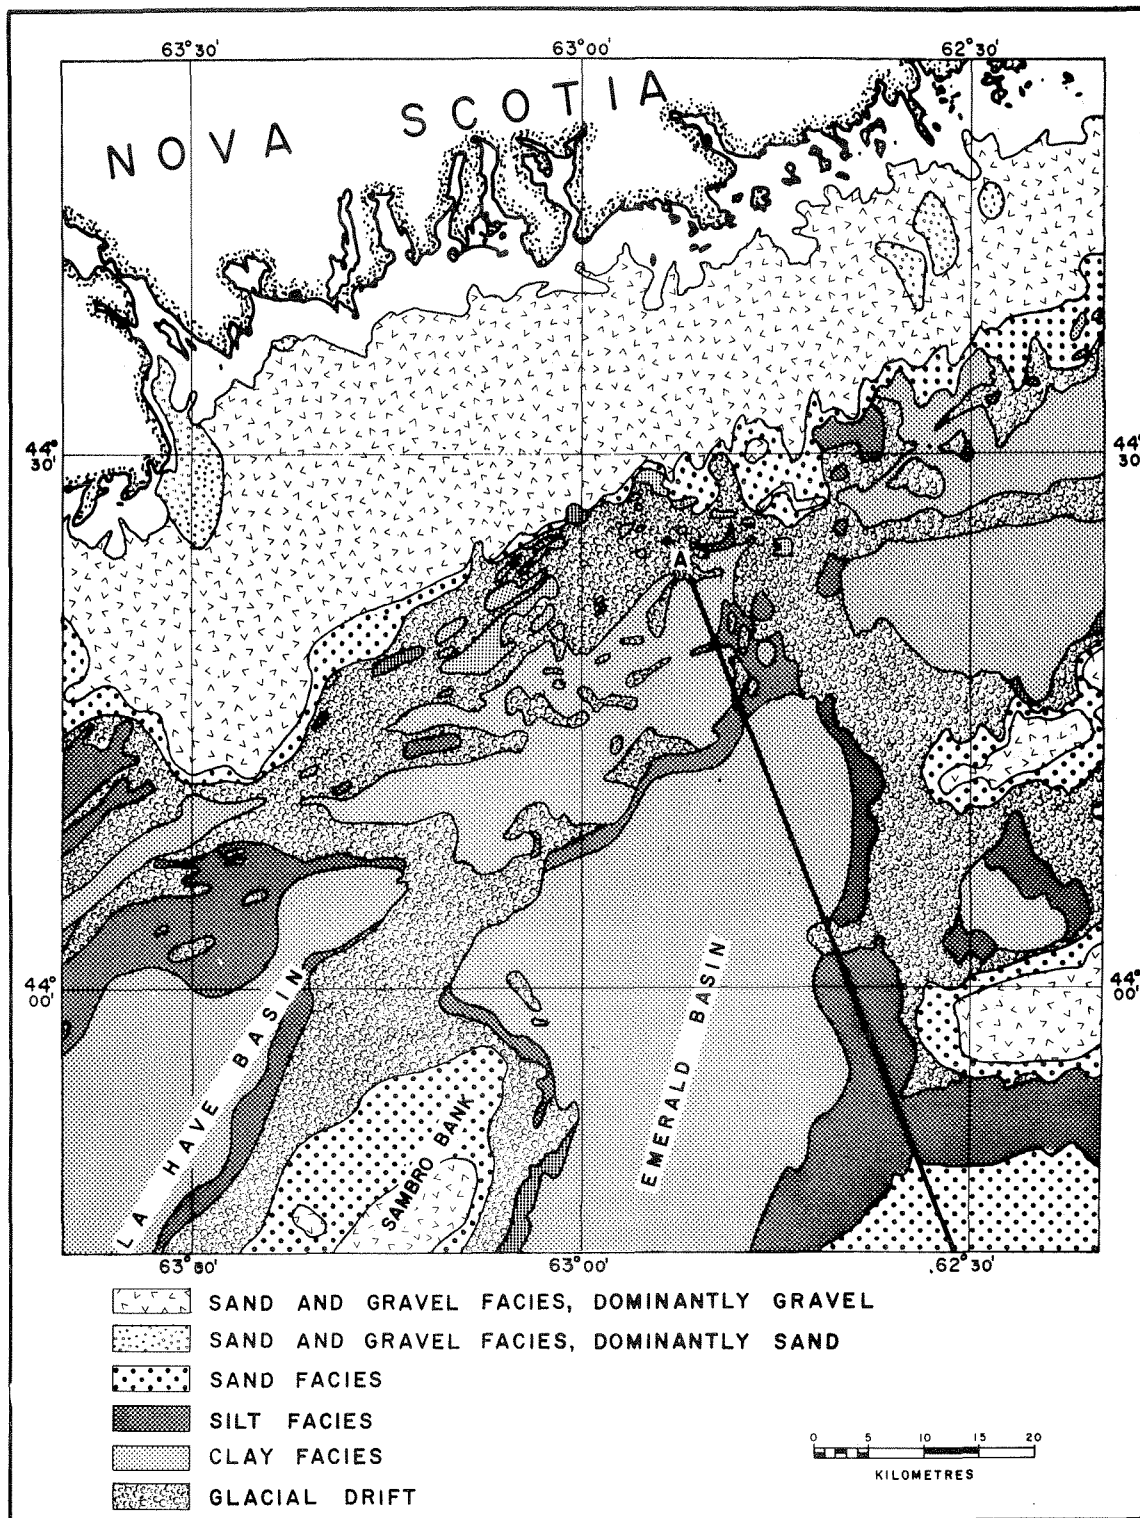 63°30' 63°00' 62°30'
NOVA SCOTIA
44°
30'
44°
30'
A
44°
00'
44°
00'
LA HAVE BASIN
SAMBRO BANK
EMERALD BASIN
63°30' 63°00' 62°30'
SAND AND GRAVEL FACIES, DOMINANTLY GRAVEL
SAND AND GRAVEL FACIES, DOMINANTLY SAND
SAND FACIES
SILT FACIES
CLAY FACIES
GLACIAL DRIFT
0 5 10 15 20
KILOMETRES